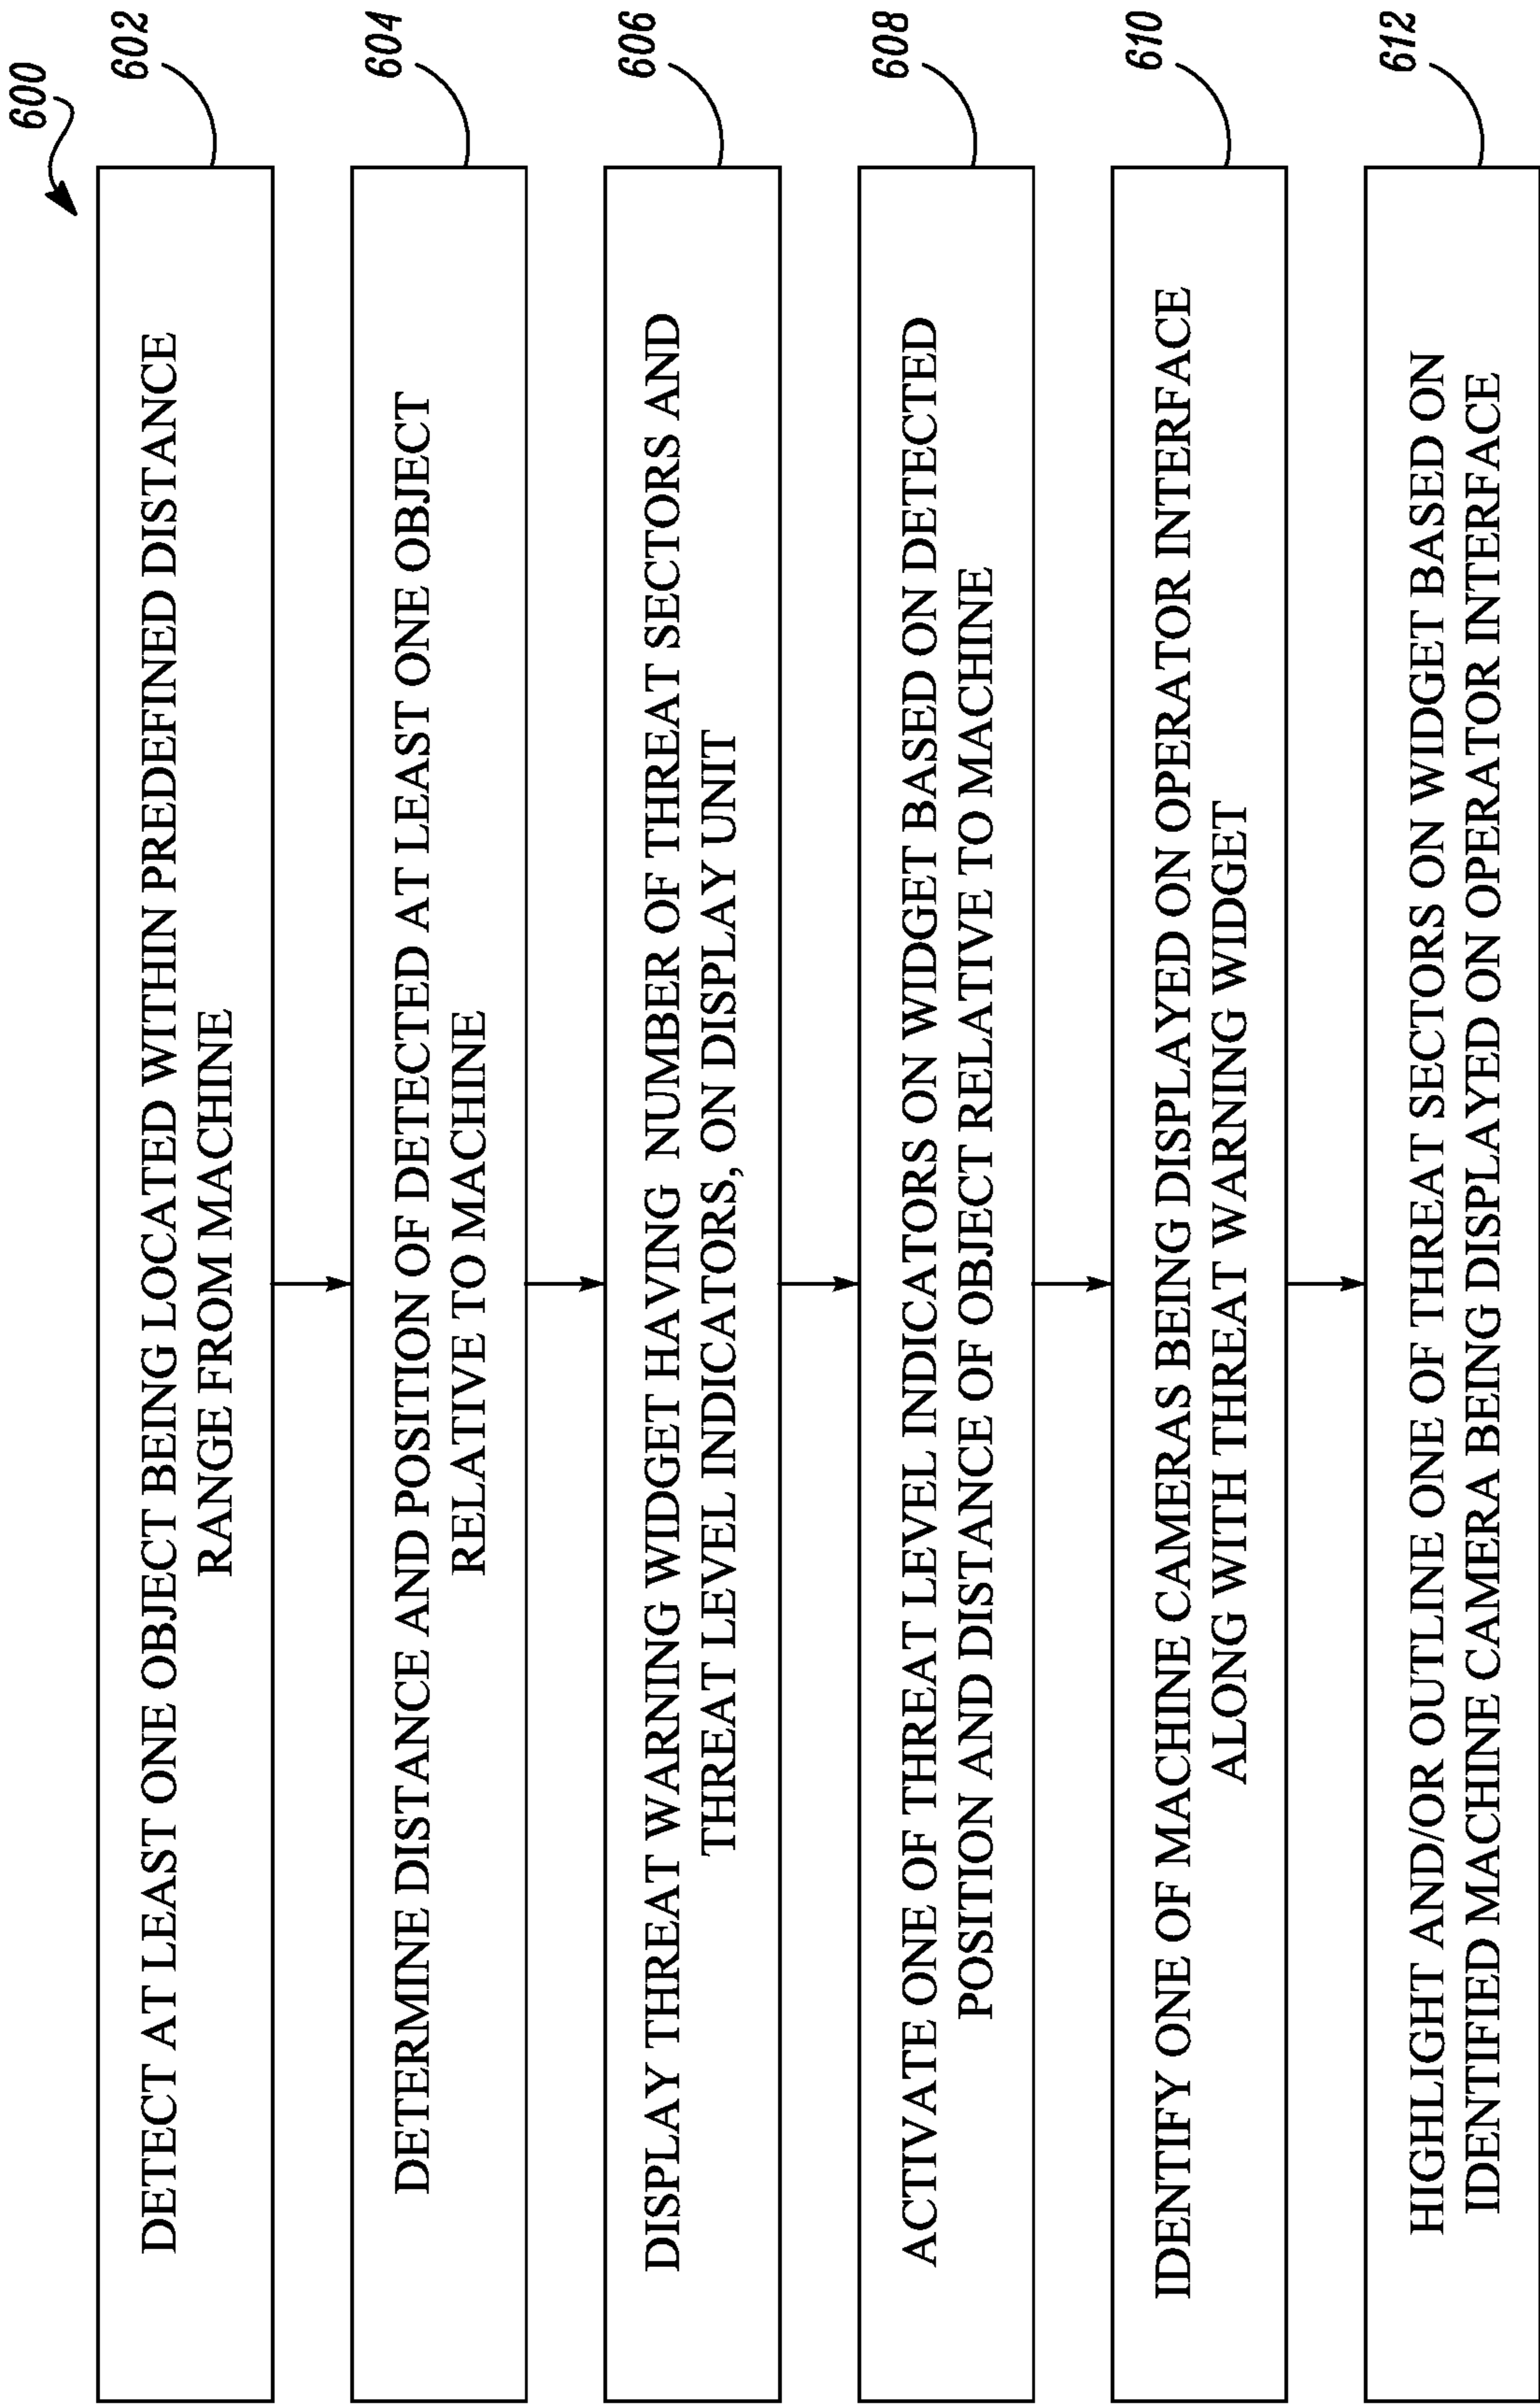 600
602
DETECT AT LEAST ONE OBJECT BEING LOCATED WITHIN PREDEFINED DISTANCE
RANGE FROM MACHINE
604
DETERMINE DISTANCE AND POSITION OF DETECTED AT LEAST ONE OBJECT
RELATIVE TO MACHINE
606
DISPLAY THREAT WARNING WIDGET HAVING NUMBER OF THREAT SECTORS AND
THREAT LEVEL INDICATORS, ON DISPLAY UNIT
608
ACTIVATE ONE OF THREAT LEVEL INDICATORS ON WIDGET BASED ON DETECTED
POSITION AND DISTANCE OF OBJECT RELATIVE TO MACHINE
610
IDENTIFY ONE OF MACHINE CAMERAS BEING DISPLAYED ON OPERATOR INTERFACE
ALONG WITH THREAT WARNING WIDGET
612
HIGHLIGHT AND/OR OUTLINE ONE OF THREAT SECTORS ON WIDGET BASED ON
IDENTIFIED MACHINE CAMERA BEING DISPLAYED ON OPERATOR INTERFACE